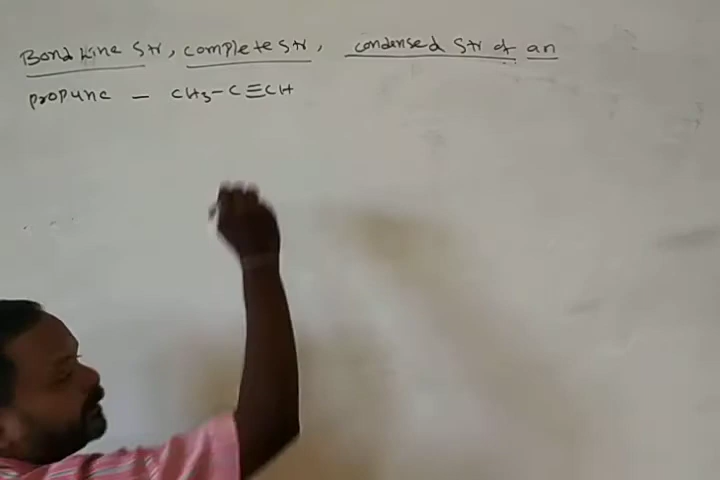 Bond Line Str, complete str, condensed Str of an
propyne – CH₃–C≡CH